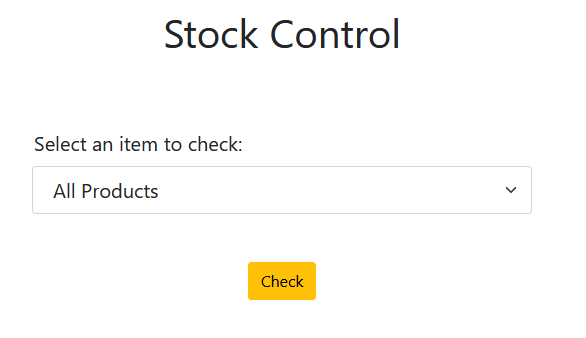 Stock Control
Select an item to check:
All Products
Check